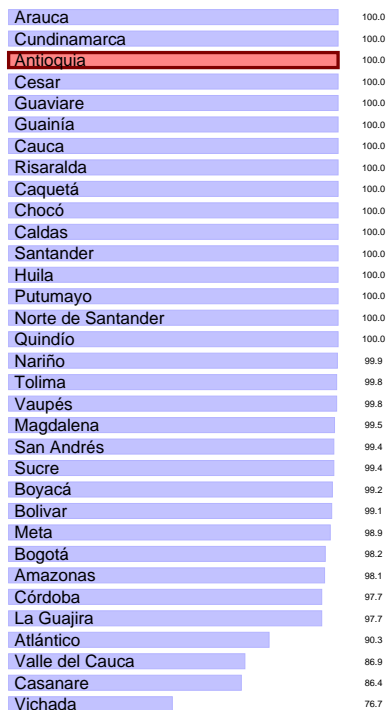 Arauca 100.0
Cundinamarca 100.0
Antioquia 100.0
Cesar 100.0
Guaviare 100.0
Guainía 100.0
Cauca 100.0
Risaralda 100.0
Caquetá 100.0
Chocó 100.0
Caldas 100.0
Santander 100.0
Huila 100.0
Putumayo 100.0
Norte de Santander 100.0
Quindío 100.0
Nariño 99.9
Tolima 99.8
Vaupés 99.8
Magdalena 99.5
San Andrés 99.4
Sucre 99.4
Boyacá 99.2
Bolivar 99.1
Meta 98.9
Bogotá 98.2
Amazonas 98.1
Córdoba 97.7
La Guajira 97.7
Atlántico 90.3
Valle del Cauca 86.9
Casanare 86.4
Vichada 76.7